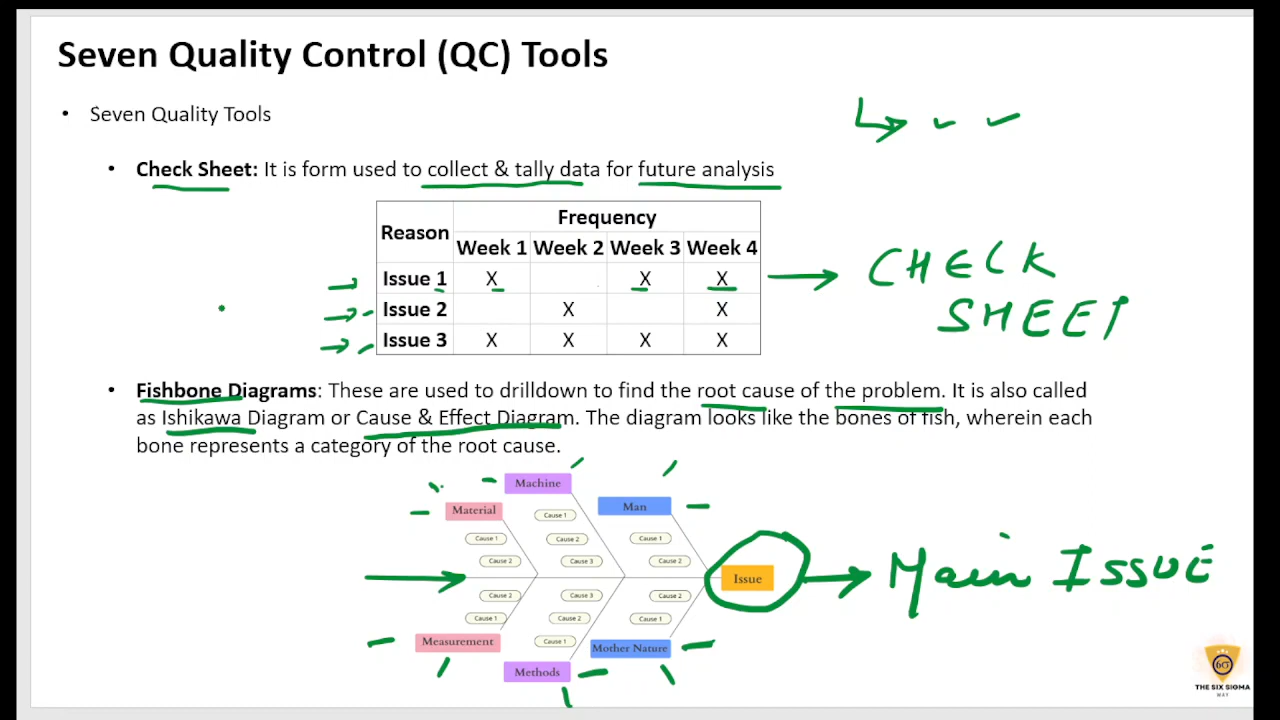 Seven Quality Control (QC) Tools
• Seven Quality Tools
• Check Sheet: It is form used to collect & tally data for future analysis
Reason Frequency
Week 1 Week 2 Week 3 Week 4
Issue 1 X X X
CHECK
SHEET
Issue 2 X X
Issue 3 X X X X
• Fishbone Diagrams: These are used to drilldown to find the root cause of the problem. It is also called
as Ishikawa Diagram or Cause & Effect Diagram. The diagram looks like the bones of fish, wherein each
bone represents a category of the root cause.
Machine
Material
Man
Cause 1
Cause 1 Cause 2 Cause 1
Cause 2 Cause 3 Cause 2
Issue
Main ISSUE
Cause 2 Cause 3 Cause 2
Cause 1 Cause 2 Cause 1
Cause 1
Measurement
Mother Nature
Methods
6σ
THE SIX SIGMA
WAY